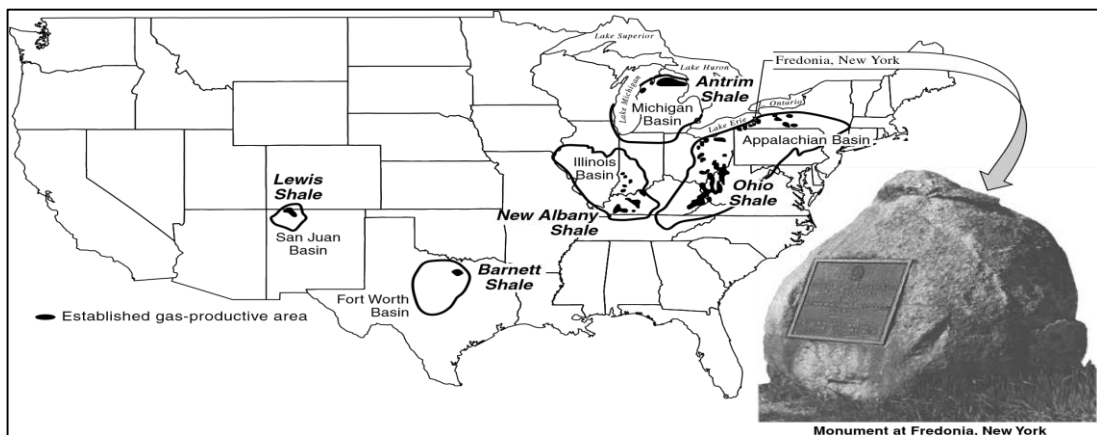 Lake Superior
Lake Huron
Lake Michigan
Antrim
Shale
Michigan
Basin
Fredonia, New York
L. Ontario
Lake Erie
Appalachian Basin
Illinois
Basin
Ohio
Shale
New Albany
Shale
Lewis
Shale
San Juan
Basin
Barnett
Shale
Fort Worth
Basin
Established gas-productive area
Monument at Fredonia, New York